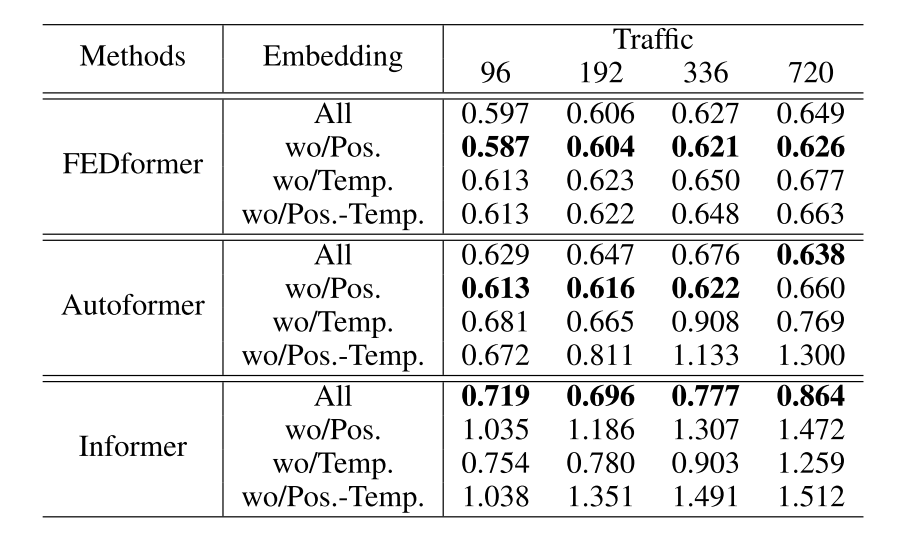 Methods Embedding Traffic
96 192 336 720
FEDformer
All 0.597 0.606 0.627 0.649
wo/Pos. 0.587 0.604 0.621 0.626
wo/Temp. 0.613 0.623 0.650 0.677
wo/Pos.-Temp. 0.613 0.622 0.648 0.663
Autoformer
All 0.629 0.647 0.676 0.638
wo/Pos. 0.613 0.616 0.622 0.660
wo/Temp. 0.681 0.665 0.908 0.769
wo/Pos.-Temp. 0.672 0.811 1.133 1.300
Informer
All 0.719 0.696 0.777 0.864
wo/Pos. 1.035 1.186 1.307 1.472
wo/Temp. 0.754 0.780 0.903 1.259
wo/Pos.-Temp. 1.038 1.351 1.491 1.512